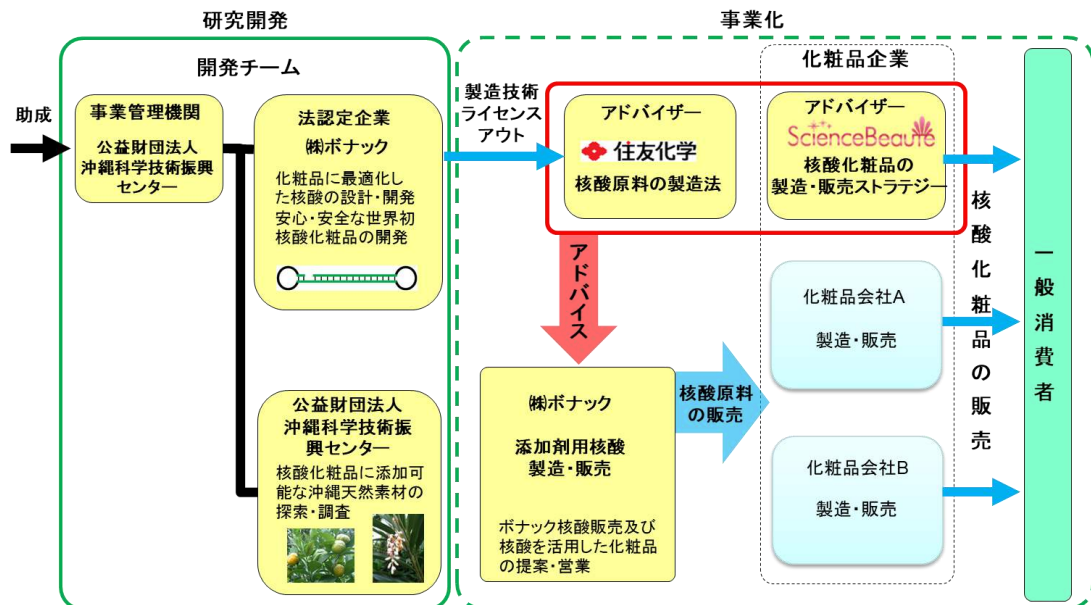 研究開発
事業化
開発チーム
助成
事業管理機関
公益財団法人
沖縄科学技術振興
センター
法認定企業
㈱ボナック
化粧品に最適化し
た核酸の設計・開発
安心・安全な世界初
核酸化粧品の開発
公益財団法人
沖縄科学技術振
興センター
核酸化粧品に添加可
能な沖縄天然素材の
探索・調査
製造技術
ライセンス
アウト
化粧品企業
アドバイザー
住友化学
核酸原料の製造法
アドバイザー
ScienceBeauté
核酸化粧品の
製造・販売ストラテジー
アドバイス
㈱ボナック
添加剤用核酸
製造・販売
ボナック核酸販売及び
核酸を活用した化粧品
の提案・営業
核酸原料
の販売
化粧品会社A
製造・販売
化粧品会社B
製造・販売
核酸化粧品の販売
一般消費者